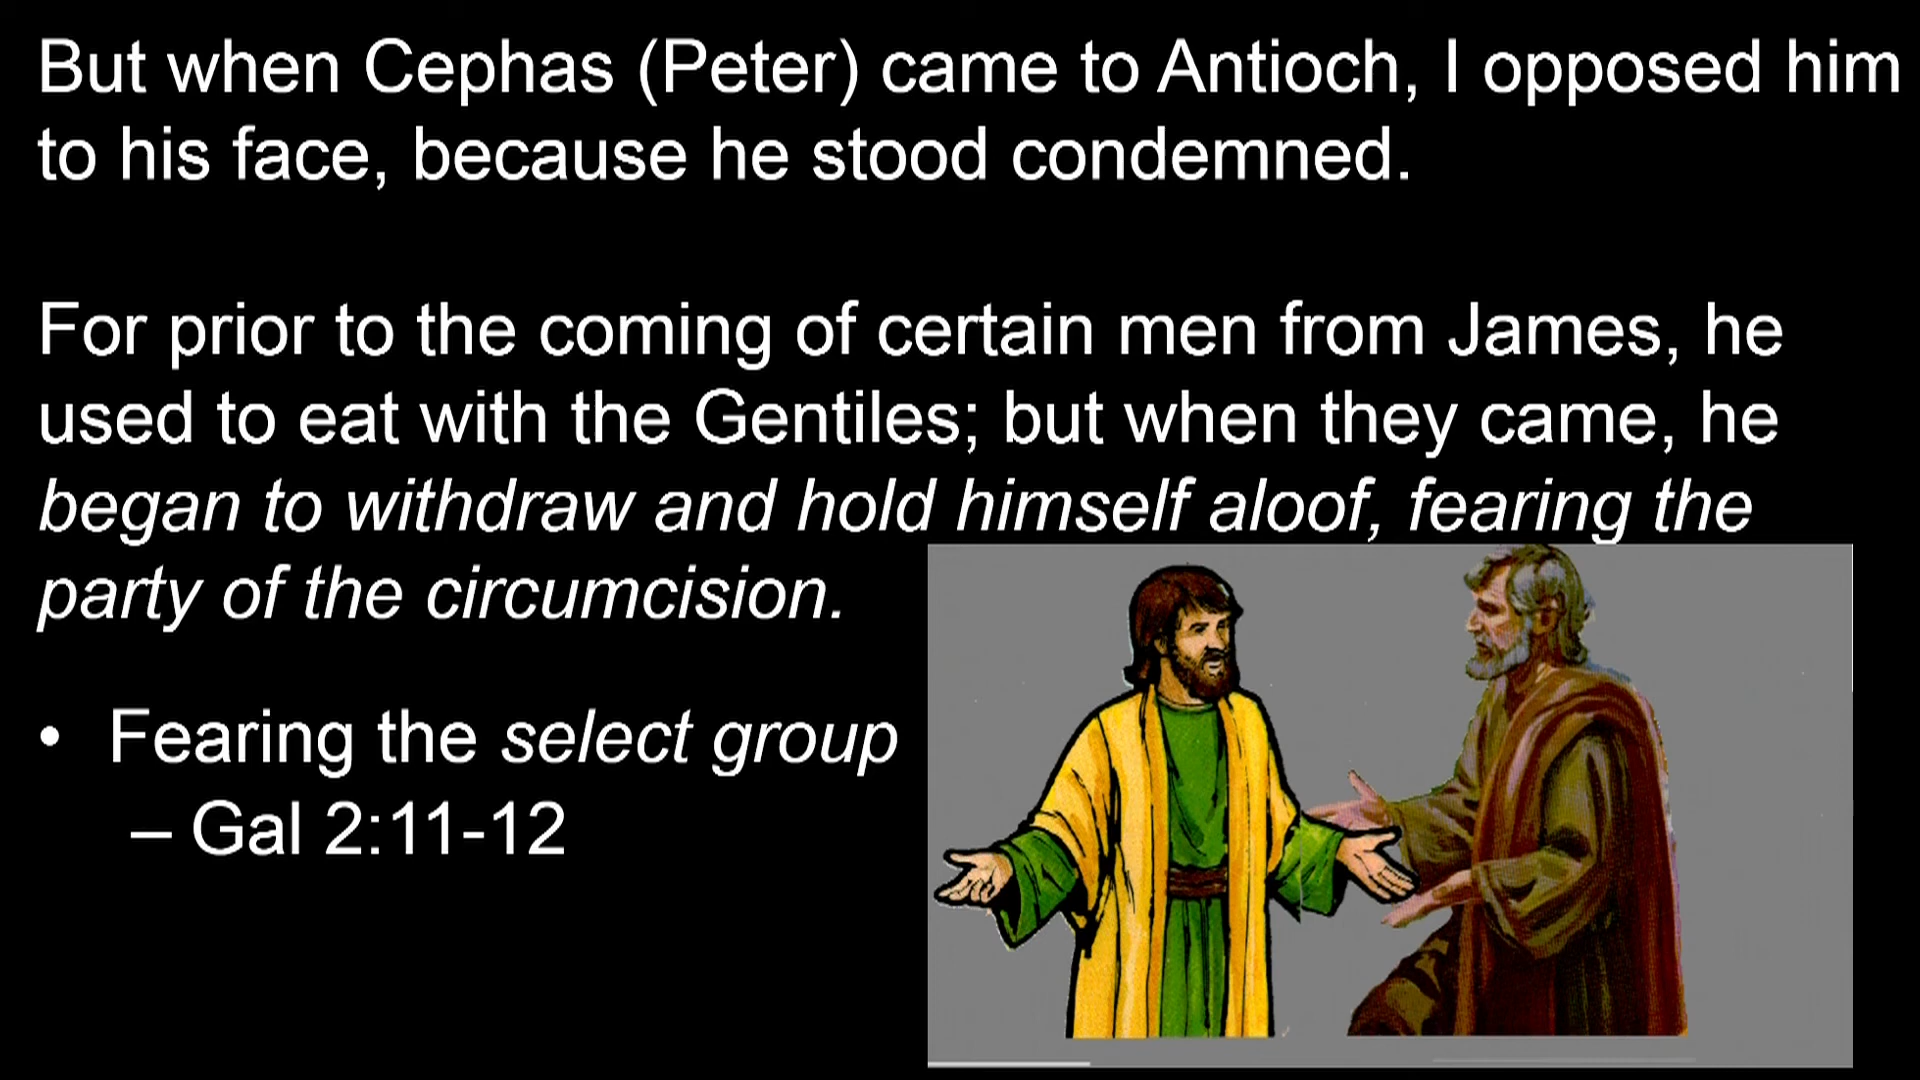 But when Cephas (Peter) came to Antioch, I opposed him
to his face, because he stood condemned.
For prior to the coming of certain men from James, he
used to eat with the Gentiles; but when they came, he
began to withdraw and hold himself aloof, fearing the
party of the circumcision.
• Fearing the select group
– Gal 2:11-12